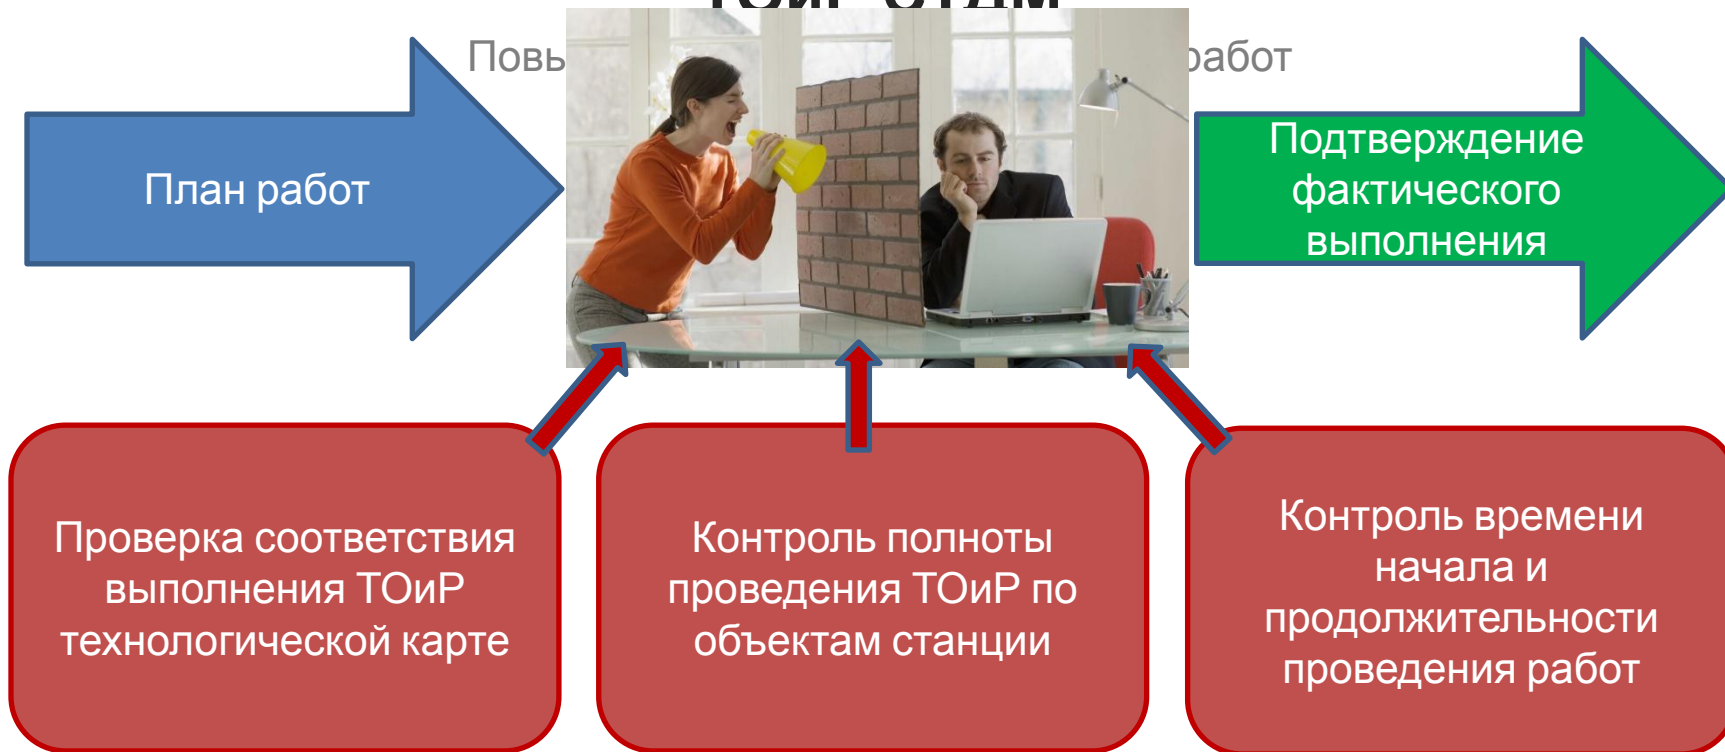 работ
План работ
Подтверждение
фактического
выполнения
Проверка соответствия
выполнения ТОиР
технологической карте
Контроль полноты
проведения ТОиР по
объектам станции
Контроль времени
начала и
продолжительности
проведения работ